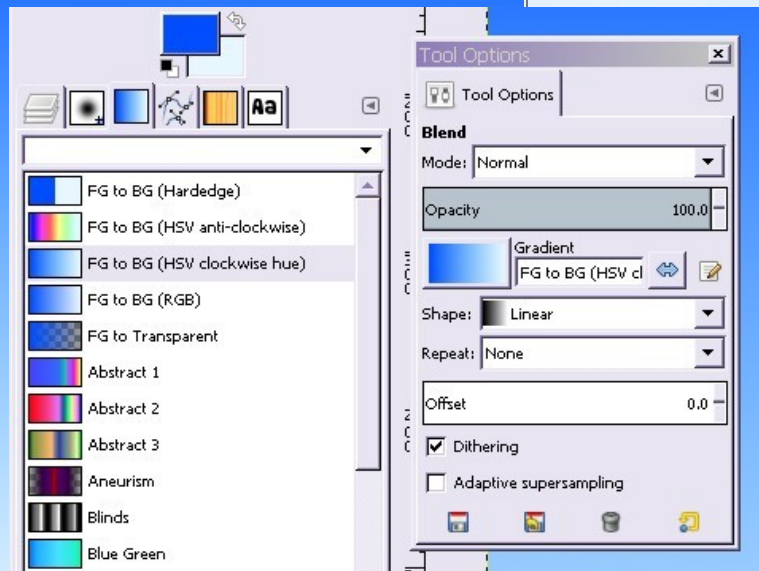 Aa
FG to BG (Hardedge)
FG to BG (HSV anti-clockwise)
FG to BG (HSV clockwise hue)
FG to BG (RGB)
FG to Transparent
Abstract 1
Abstract 2
Abstract 3
Aneurism
Blinds
Blue Green
Tool Options
Tool Options
Blend
Mode: Normal
Opacity 100.0
Gradient
FG to BG (HSV cl
Shape: Linear
Repeat: None
Offset 0.0
Dithering
Adaptive supersampling